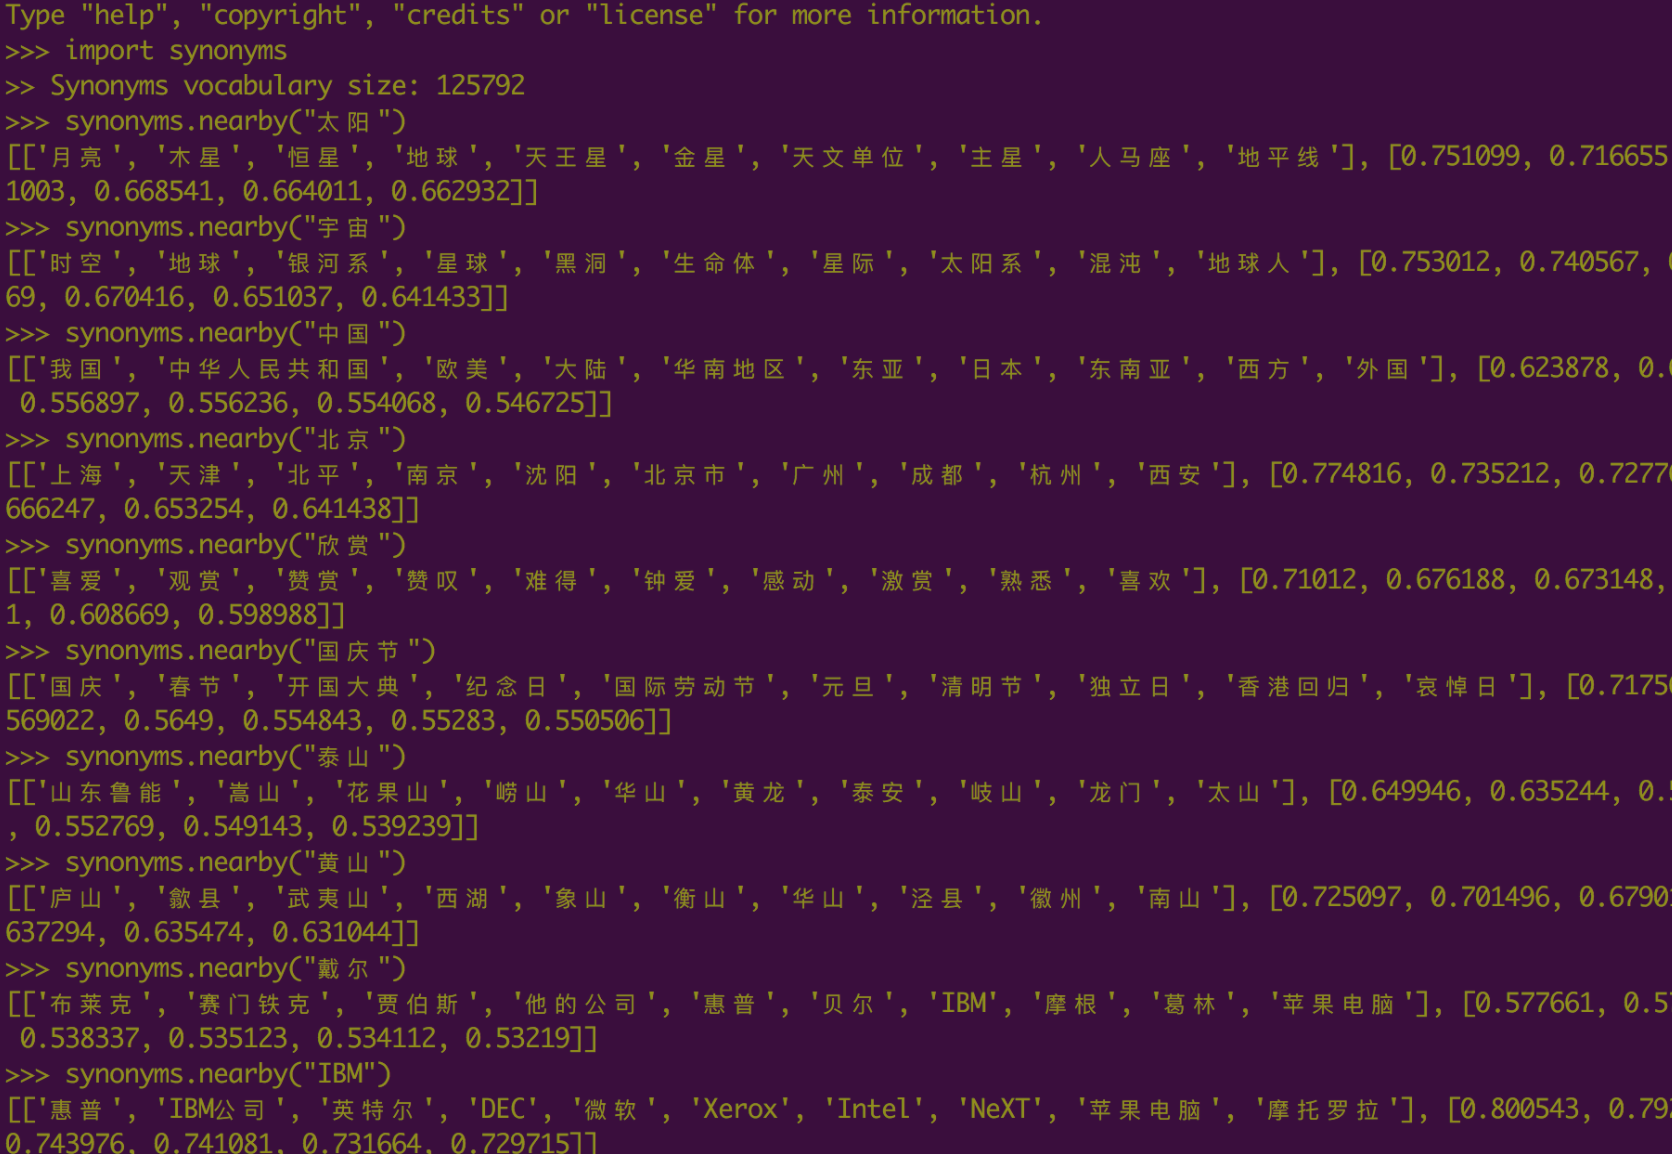 Type "help", "copyright", "credits" or "license" for more information.
>>> import synonyms
>> Synonyms vocabulary size: 125792
>>> synonyms.nearby("太阳")
[['月亮', '木星', '恒星', '地球', '天王星', '金星', '天文单位', '主星', '人马座', '地平线'], [0.751099, 0.716655
1003, 0.668541, 0.664011, 0.662932]]
>>> synonyms.nearby("宇宙")
[['时空', '地球', '银河系', '星球', '黑洞', '生命体', '星际', '太阳系', '混沌', '地球人'], [0.753012, 0.740567,
69, 0.670416, 0.651037, 0.641433]]
>>> synonyms.nearby("中国")
[['我国', '中华人民共和国', '欧美', '大陆', '华南地区', '东亚', '日本', '东南亚', '西方', '外国'], [0.623878, 0.
0.556897, 0.556236, 0.554068, 0.546725]]
>>> synonyms.nearby("北京")
[['上海', '天津', '北平', '南京', '沈阳', '北京市', '广州', '成都', '杭州', '西安'], [0.774816, 0.735212, 0.7277
666247, 0.653254, 0.641438]]
>>> synonyms.nearby("欣赏")
[['喜爱', '观赏', '赞赏', '赞叹', '难得', '钟爱', '感动', '激赏', '熟悉', '喜欢'], [0.71012, 0.676188, 0.673148,
1, 0.608669, 0.598988]]
>>> synonyms.nearby("国庆节")
[['国庆', '春节', '开国大典', '纪念日', '国际劳动节', '元旦', '清明节', '独立日', '香港回归', '哀悼日'], [0.7175
569022, 0.5649, 0.554843, 0.55283, 0.550506]]
>>> synonyms.nearby("泰山")
[['山东鲁能', '嵩山', '花果山', '崂山', '华山', '黄龙', '泰安', '岐山', '龙门', '太山'], [0.649946, 0.635244, 0.
, 0.552769, 0.549143, 0.539239]]
>>> synonyms.nearby("黄山")
[['庐山', '歙县', '武夷山', '西湖', '象山', '衡山', '华山', '泾县', '徽州', '南山'], [0.725097, 0.701496, 0.6790
637294, 0.635474, 0.631044]]
>>> synonyms.nearby("戴尔")
[['布莱克', '赛门铁克', '贾伯斯', '他的公司', '惠普', '贝尔', 'IBM', '摩根', '葛林', '苹果电脑'], [0.577661, 0.5
0.538337, 0.535123, 0.534112, 0.53219]]
>>> synonyms.nearby("IBM")
[['惠普', 'IBM公司', '英特尔', 'DEC', '微软', 'Xerox', 'Intel', 'NeXT', '苹果电脑', '摩托罗拉'], [0.800543, 0.79
0.743976, 0.741081, 0.731664, 0.729715]]